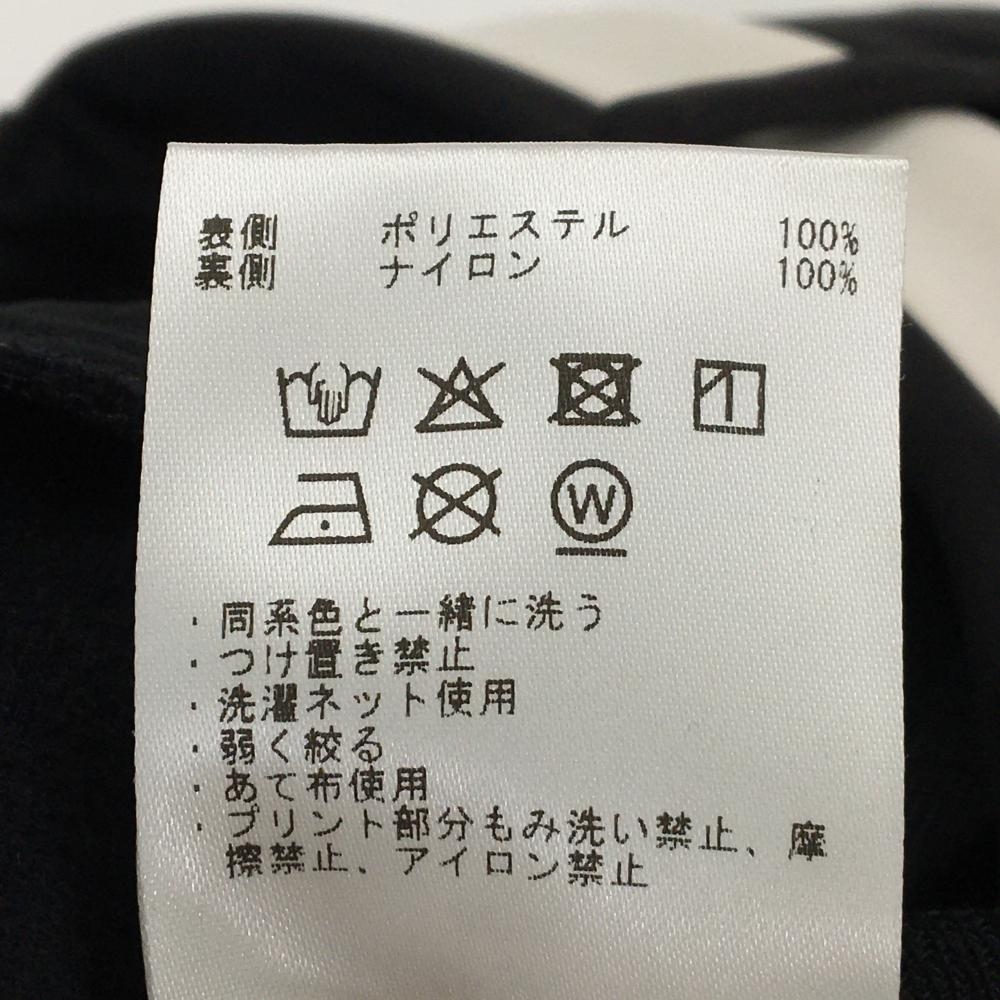 表側 ポリエステル 100%
裏側 ナイロン 100%
W
・同系色と一緒に洗う
・つけ置き禁止
・洗濯ネット使用
・弱く絞る
・あて布使用
・プリント部分もみ洗い禁止、摩
擦禁止、アイロン禁止